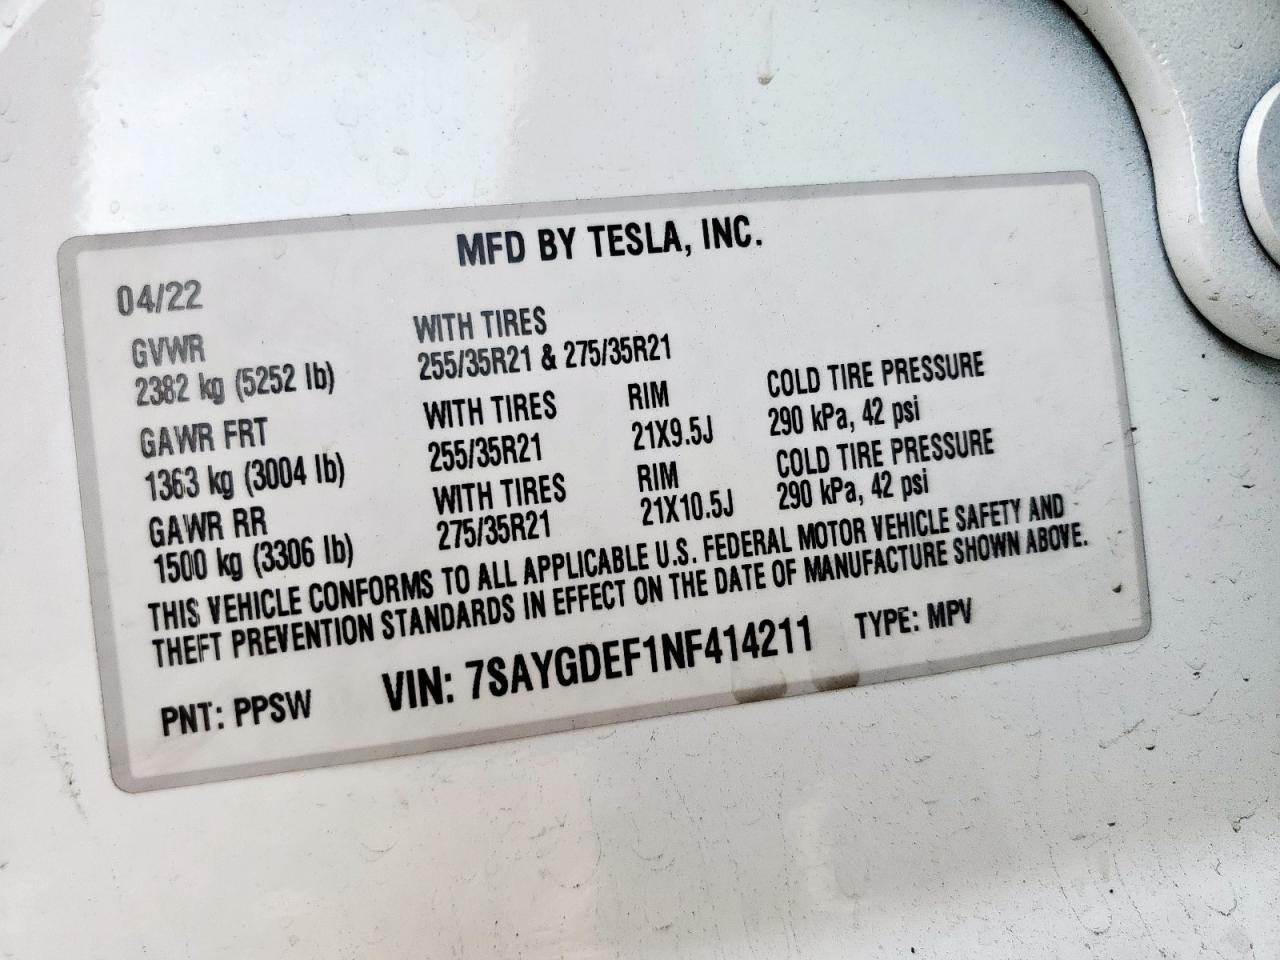 MFD BY TESLA, INC.
04/22
GVWR WITH TIRES
2382 kg (5252 lb) 255/35R21 & 275/35R21
GAWR FRT WITH TIRES RIM COLD TIRE PRESSURE
1363 kg (3004 lb) 255/35R21 21X9.5J 290 kPa, 42 psi
GAWR RR WITH TIRES RIM COLD TIRE PRESSURE
1500 kg (3306 lb) 275/35R21 21X10.5J 290 kPa, 42 psi
THIS VEHICLE CONFORMS TO ALL APPLICABLE U.S. FEDERAL MOTOR VEHICLE SAFETY AND
THEFT PREVENTION STANDARDS IN EFFECT ON THE DATE OF MANUFACTURE SHOWN ABOVE.
PNT: PPSW VIN: 7SAYGDEF1NF414211 TYPE: MPV